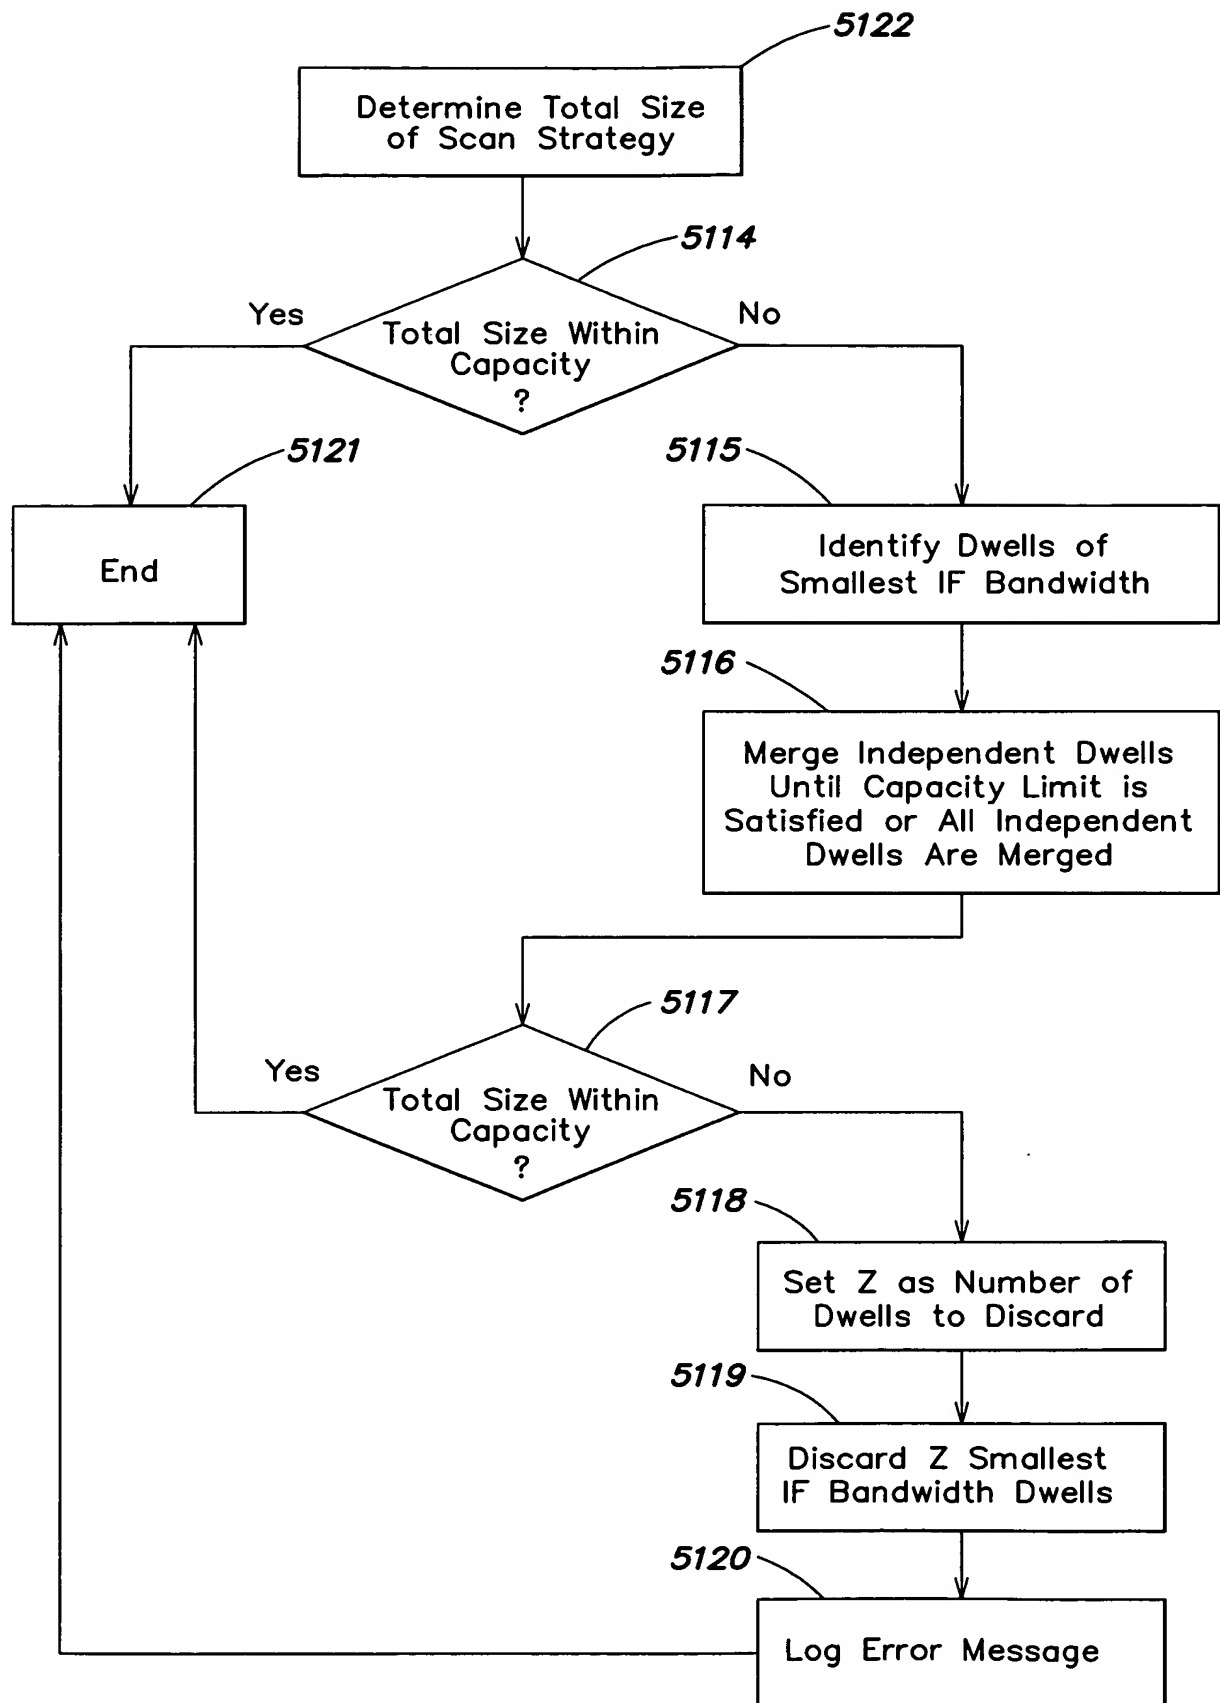 5122
Determine Total Size
of Scan Strategy
5114
Yes
No
Total Size Within
Capacity
?
5121
5115
End
Identify Dwells of
Smallest IF Bandwidth
5116
Merge Independent Dwells
Until Capacity Limit is
Satisfied or All Independent
Dwells Are Merged
5117
Yes
No
Total Size Within
Capacity
?
5118
Set Z as Number of
Dwells to Discard
5119
Discard Z Smallest
IF Bandwidth Dwells
5120
Log Error Message